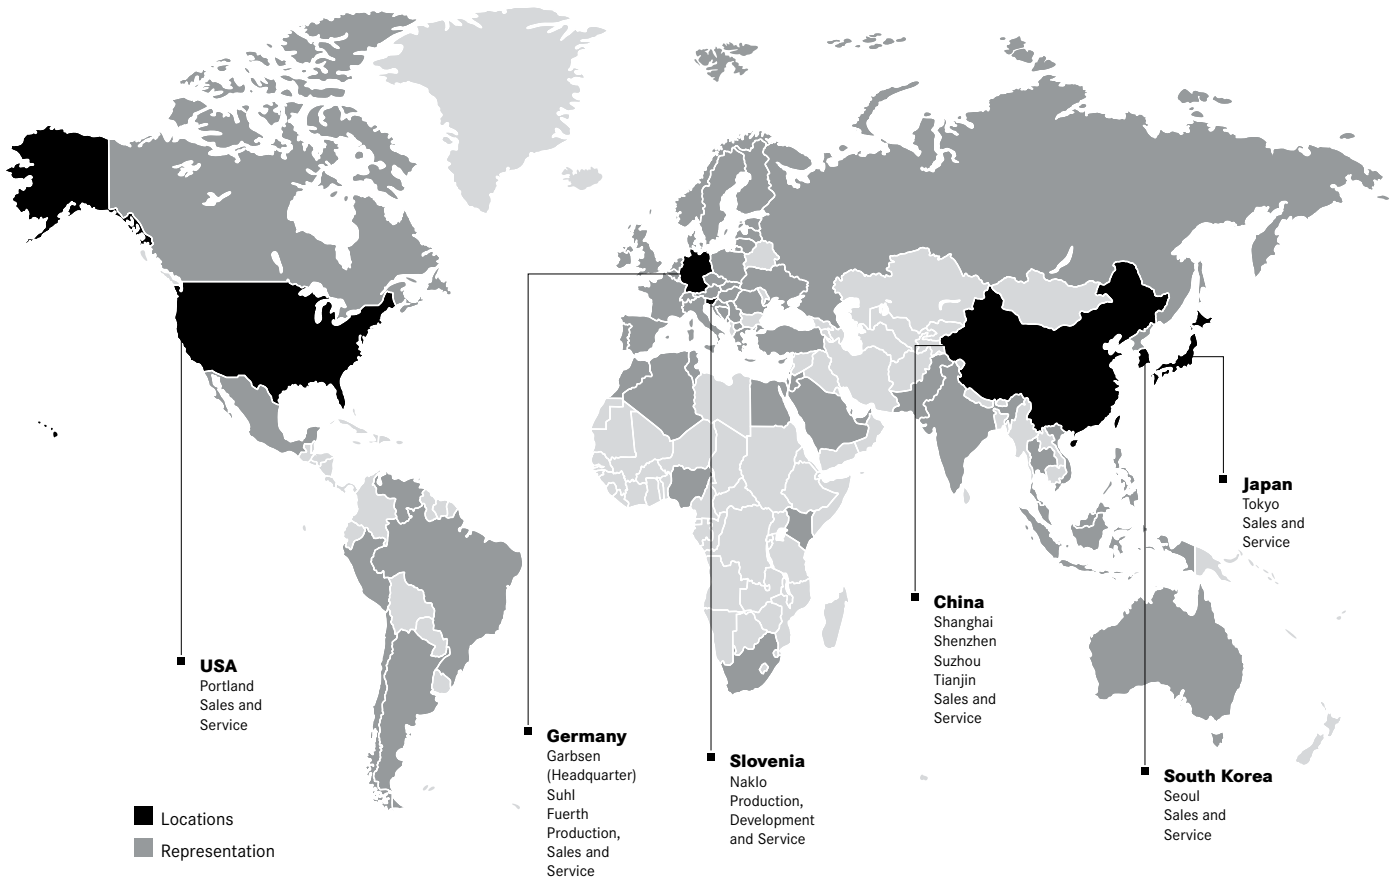 Japan
Tokyo
Sales and
Service
China
Shanghai
Shenzhen
Suzhou
Tianjin
Sales and
Service
USA
Portland
Sales and
Service
Germany
Garbsen
(Headquarter)
Suhl
Fuerth
Production,
Sales and
Service
Slovenia
Naklo
Production,
Development
and Service
South Korea
Seoul
Sales and
Service
Locations
Representation